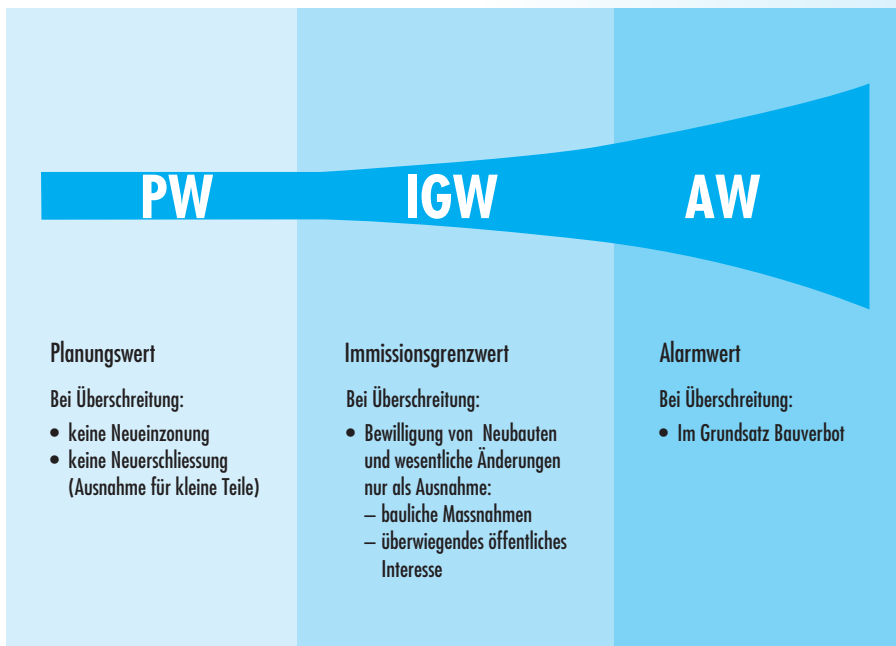 PW
IGW
AW
Planungswert
Bei Überschreitung:
• keine Neueinzonung
• keine Neuerschliessung
(Ausnahme für kleine Teile)
Immissionsgrenzwert
Bei Überschreitung:
• Bewilligung von Neubauten
und wesentliche Änderungen
nur als Ausnahme:
– bauliche Massnahmen
– überwiegendes öffentliches
Interesse
Alarmwert
Bei Überschreitung:
• Im Grundsatz Bauverbot